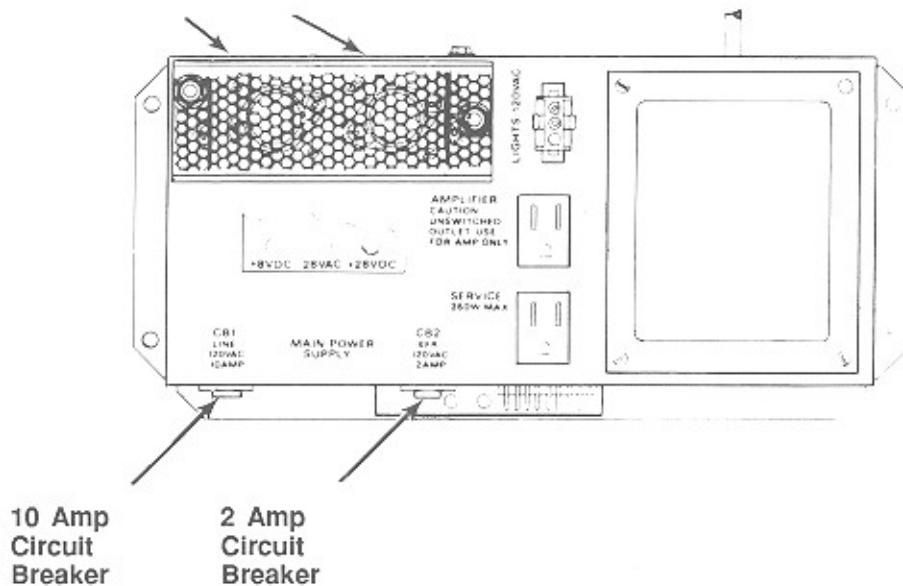 LIGHTS 120VAC
AMPLIFIER
CAUTION
UNSWITCHED
OUTLET USE
FOR AMP ONLY
+8VDC 28VAC +28VDC
SERVICE
MAX
CB1
LINE
120VAC
10AMP
MAIN POWER
SUPPLY
CB2
120VAC
2AMP
10 Amp
Circuit
Breaker
2 Amp
Circuit
Breaker